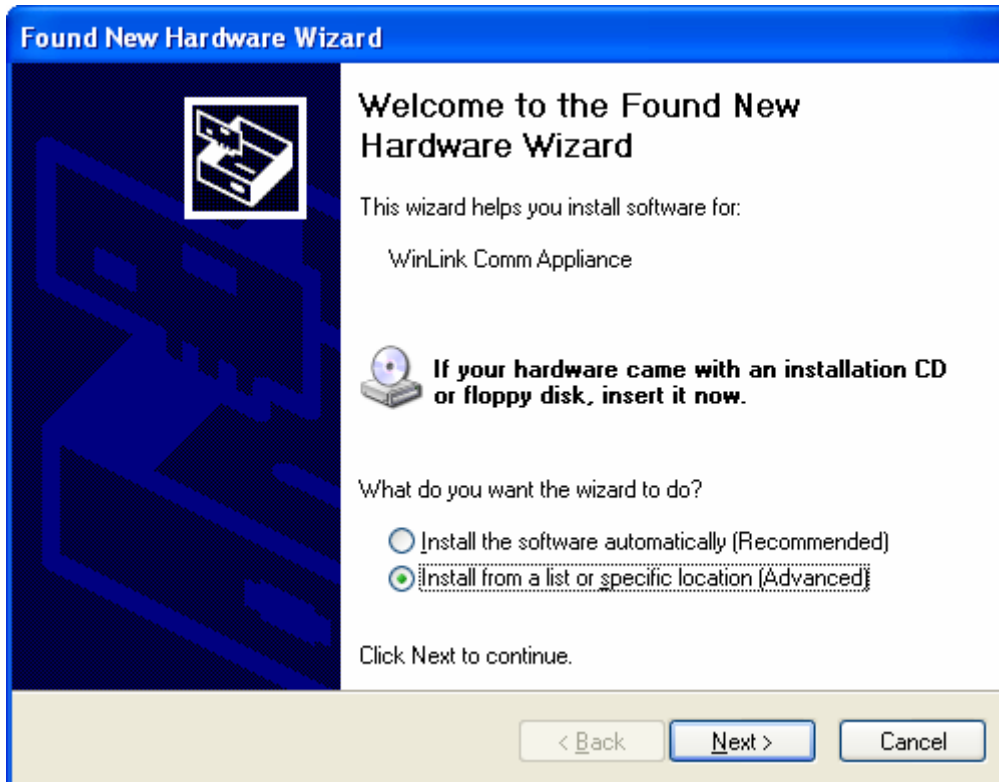 Found New Hardware Wizard
Welcome to the Found New
Hardware Wizard
This wizard helps you install software for:
WinLink Comm Appliance
If your hardware came with an installation CD
or floppy disk, insert it now.
What do you want the wizard to do?
Install the software automatically (Recommended)
Install from a list or specific location (Advanced)
Click Next to continue.
< Back Next > Cancel